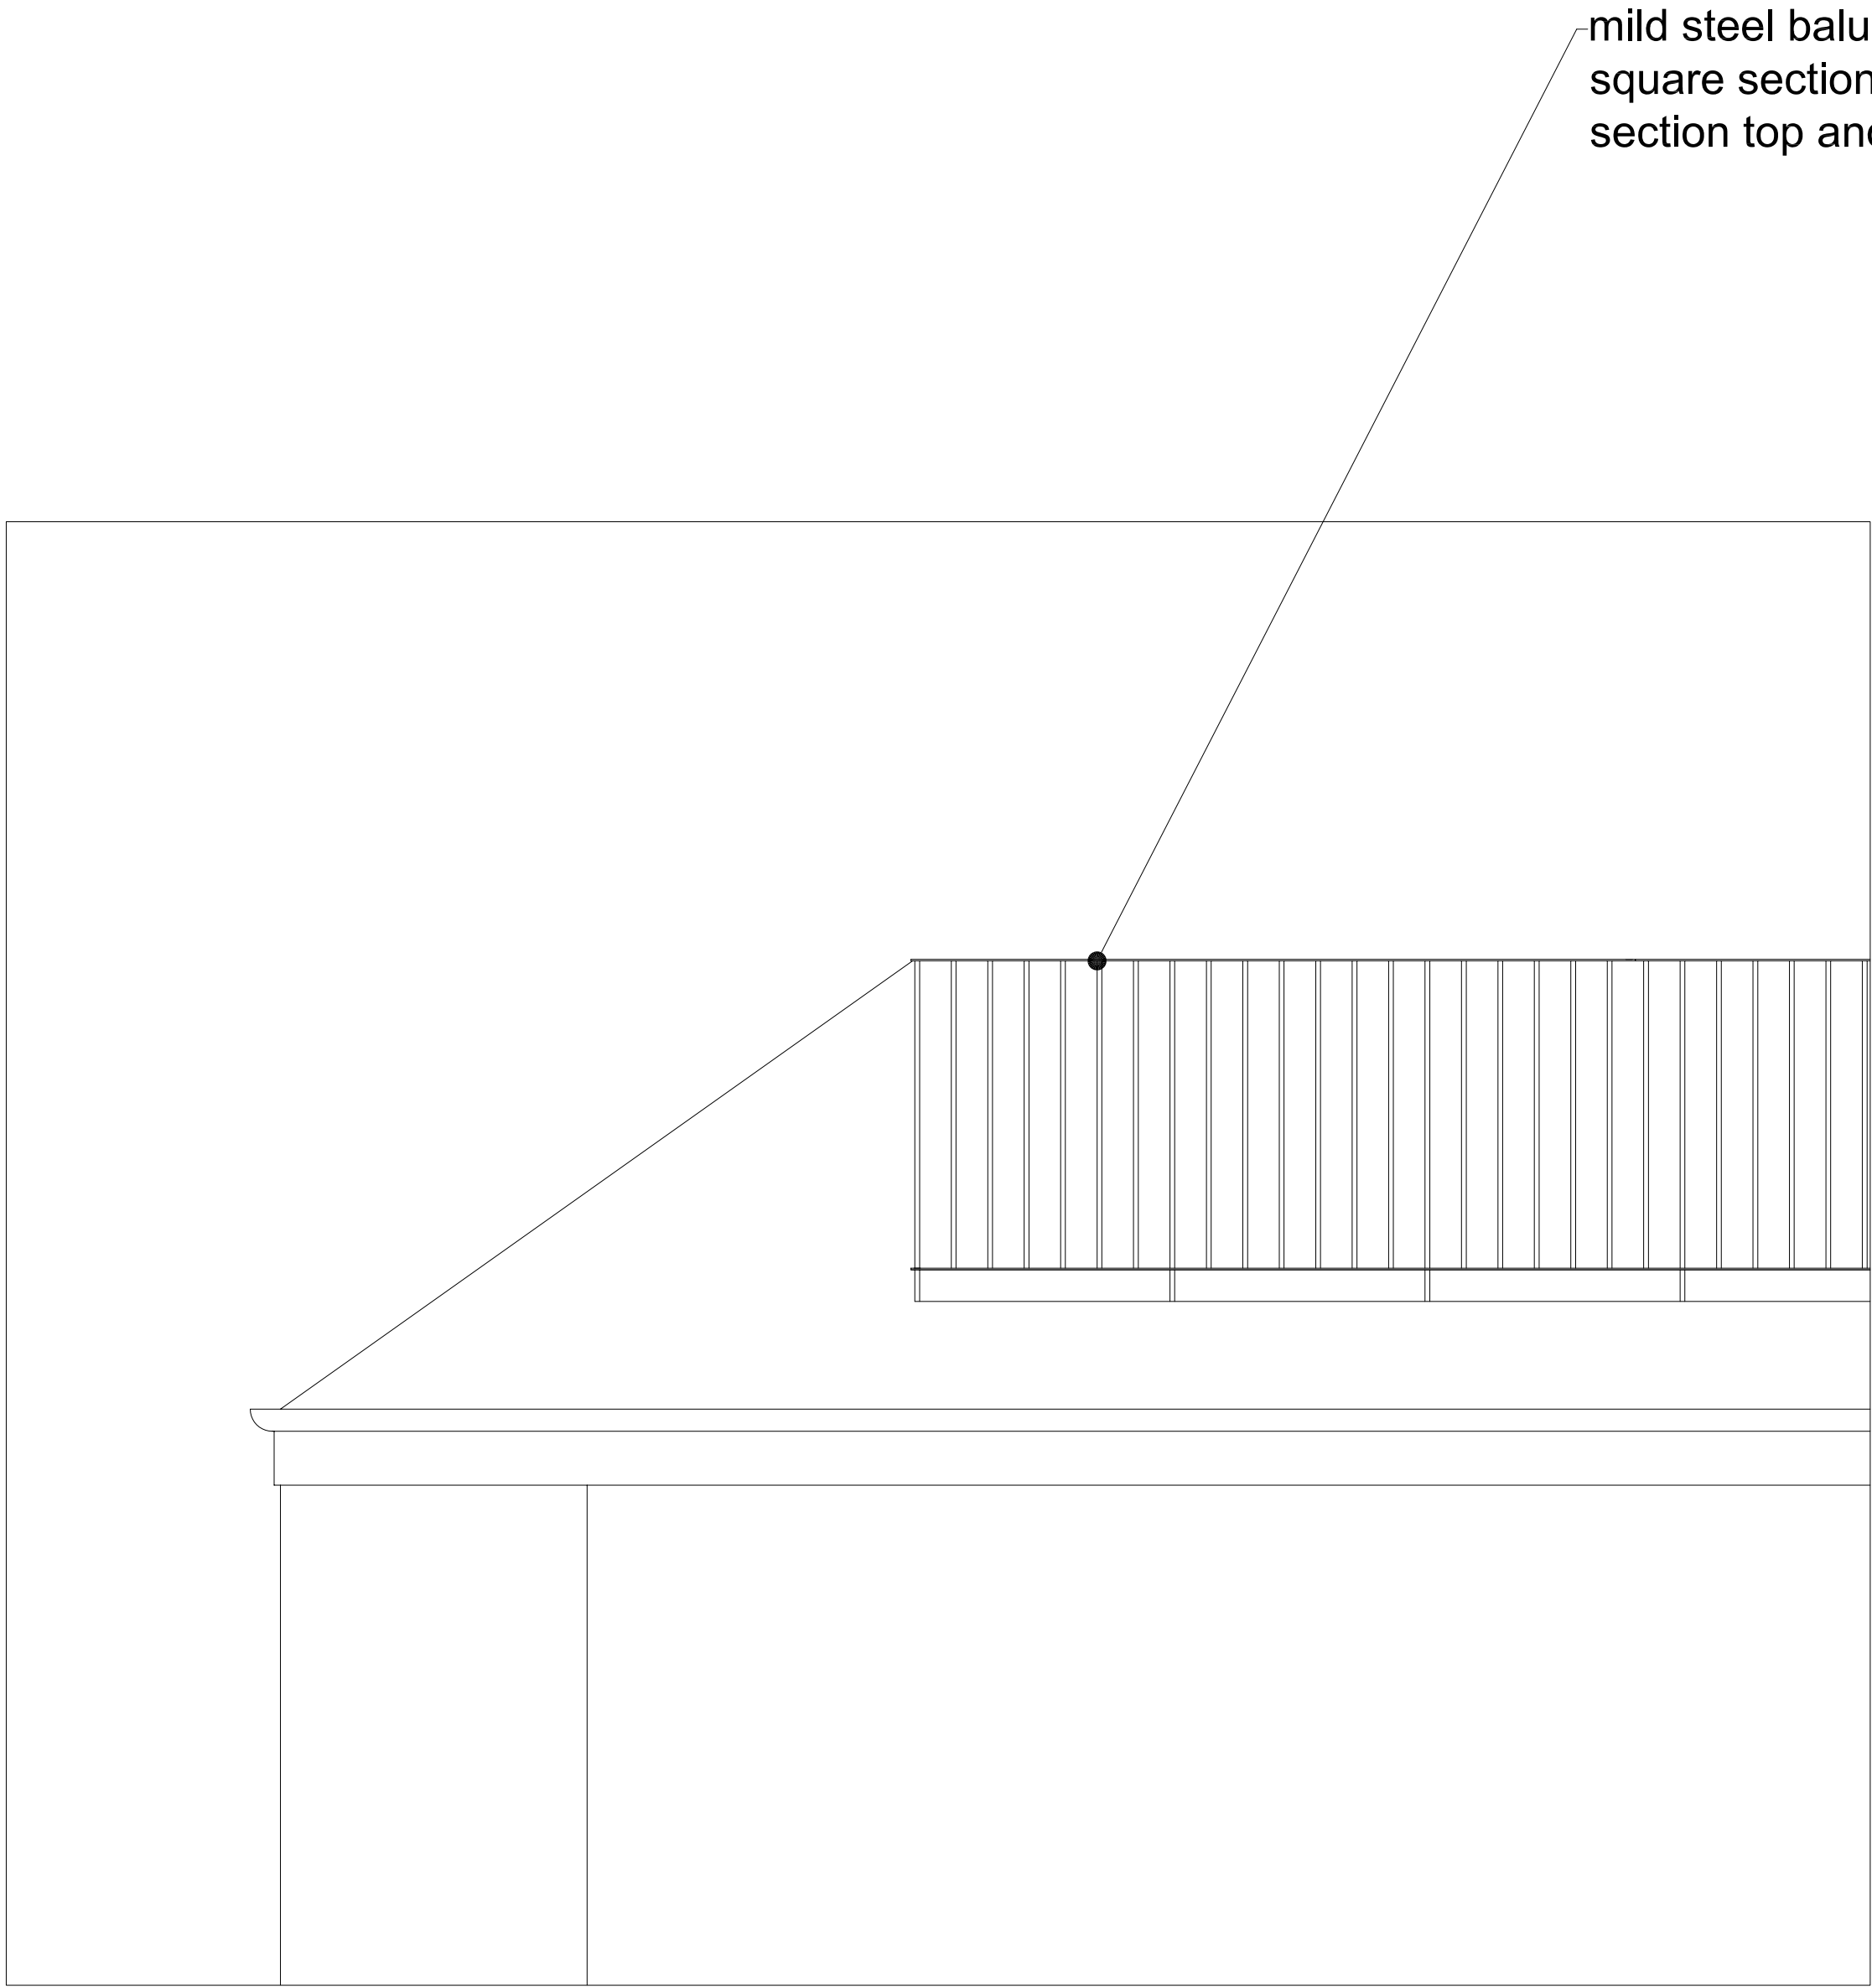 mild steel balu
square section
section top and